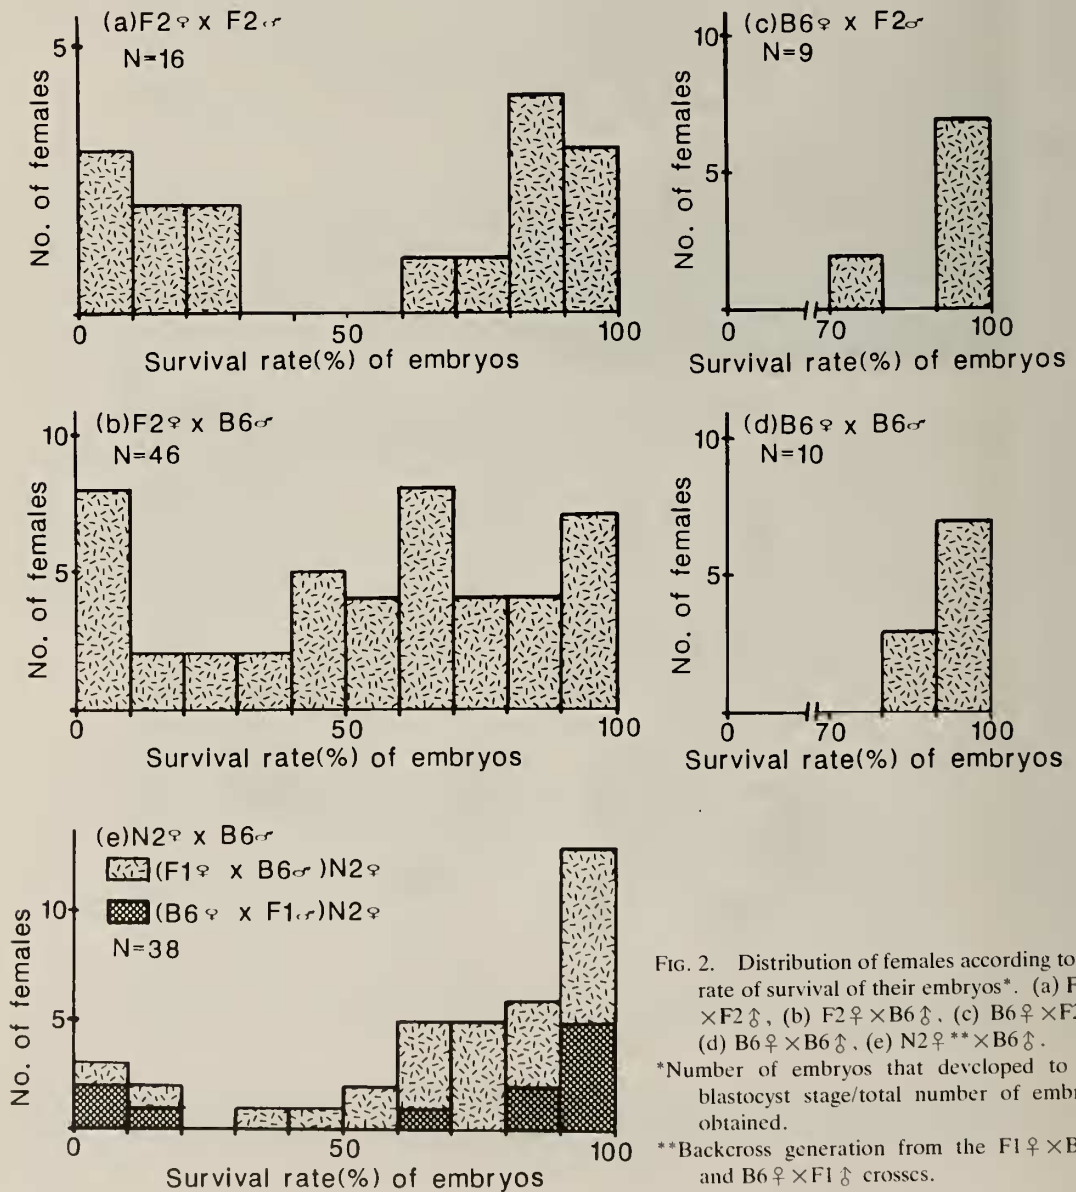 (a)F2♀ x F2♂
N=16
5
No. of females
0 50 100
Survival rate(%) of embryos
(b)F2♀ x B6♂
N=46
10
5
No. of females
0 50 100
Survival rate(%) of embryos
(e)N2♀ x B6♂
(F1♀ x B6♂)N2♀
(B6♀ x F1♂)N2♀
N=38
10
5
No. of females
0 50 100
Survival rate(%) of embryos
(c)B6♀ x F2♂
N=9
10
5
No. of females
0 70 100
Survival rate(%) of embryos
(d)B6♀ x B6♂
N=10
10
5
No. of females
0 70 100
Survival rate(%) of embryos
FIG. 2. Distribution of females according to
rate of survival of their embryos*. (a) F
×F2♂, (b) F2♀×B6♂, (c) B6♀×F2
(d) B6♀×B6♂, (e) N2♀**×B6♂.
*Number of embryos that developed to
blastocyst stage/total number of embr
obtained.
**Backcross generation from the F1♀×B
and B6♀×F1♂ crosses.